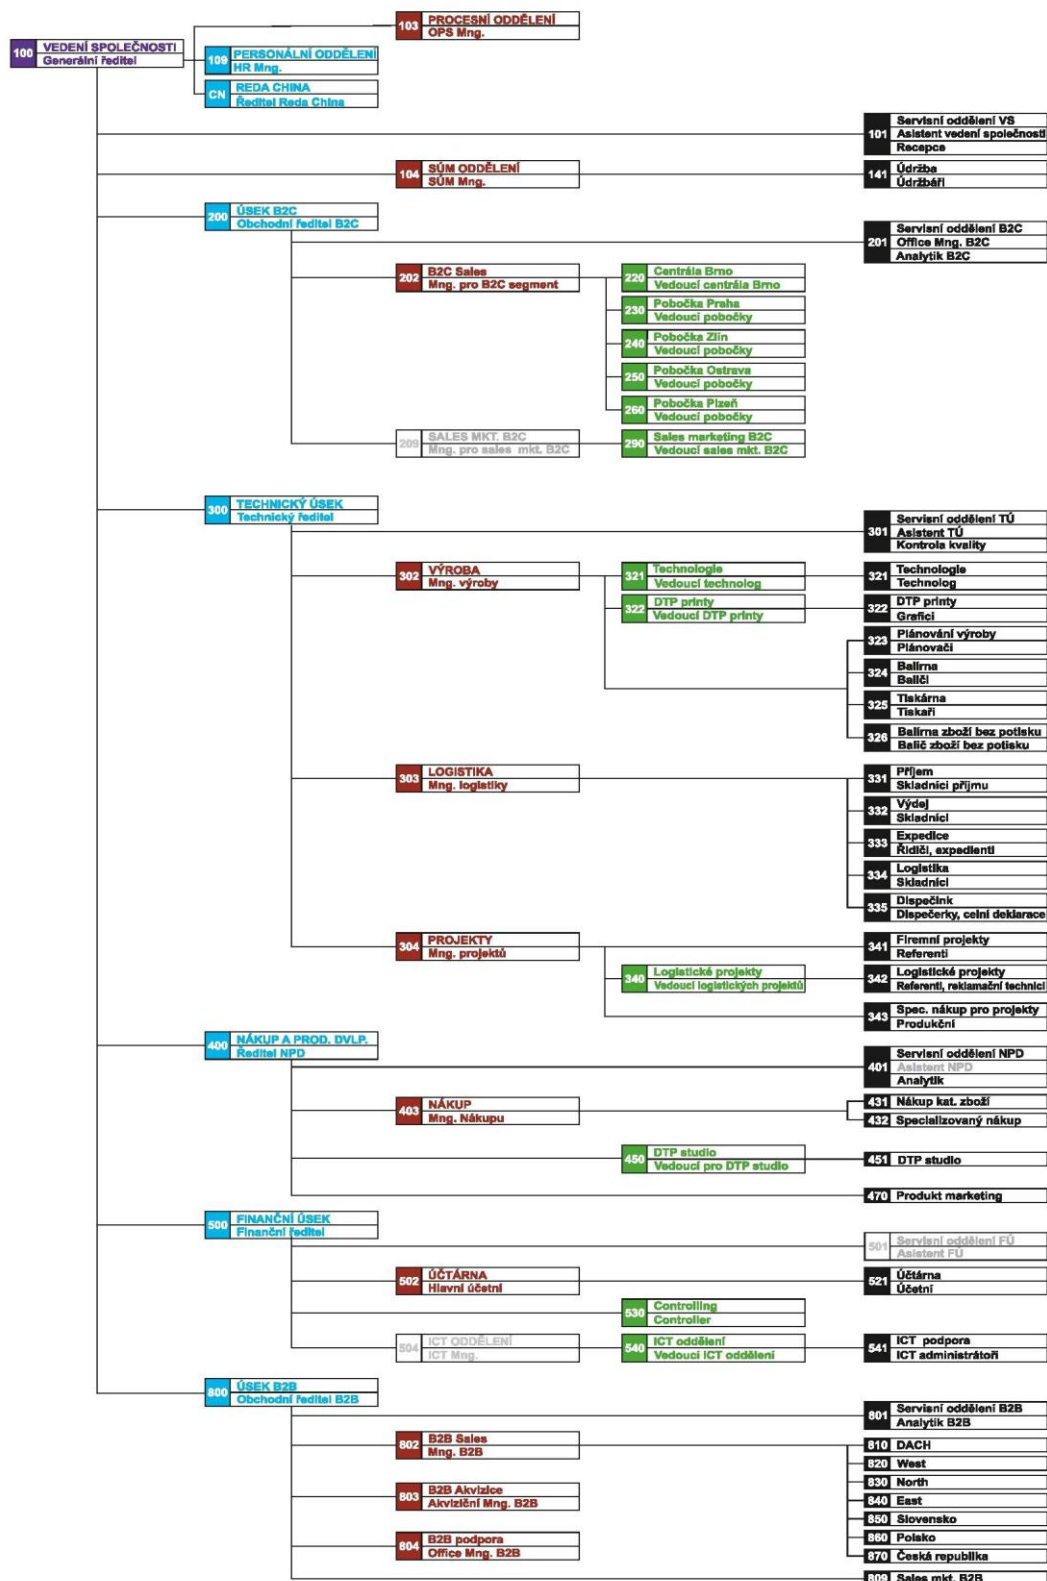 103 PROCESNÍ ODDĚLENÍ
OPS Mng.
100 VEDENÍ SPOLEČNOSTI
Generální ředitel
109 PERSONÁLNÍ ODDĚLENÍ
HR Mng.
CN REDA CHINA
Ředitel Reda China
101 Servisní oddělení VS
Asistent vedení společnosti
Recepce
104 SÚM ODDĚLENÍ
SÚM Mng.
141 Údržba
Údržbáři
200 ÚSEK B2C
Obchodní ředitel B2C
201 Servisní oddělení B2C
Office Mng. B2C
Analytik B2C
202 B2C Sales
Mng. pro B2C segment
220 Centrála Brno
Vedoucí centrála Brno
230 Pobočka Praha
Vedoucí pobočky
240 Pobočka Zlín
Vedoucí pobočky
250 Pobočka Ostrava
Vedoucí pobočky
260 Pobočka Plzeň
Vedoucí pobočky
209 SALES MKT. B2C
Mng. pro sales mkt. B2C
290 Sales marketing B2C
Vedoucí sales mkt. B2C
300 TECHNICKÝ ÚSEK
Technický ředitel
301 Servisní oddělení TÚ
Asistent TÚ
Kontrola kvality
302 VÝROBA
Mng. výroby
321 Technologie
Vedoucí technolog
321 Technologie
Technolog
322 DTP printy
Vedoucí DTP printy
322 DTP printy
Grafici
323 Plánování výroby
Plánovači
324 Balírna
Baliči
325 Tiskárna
Tiskaři
326 Balírna zboží bez potisku
Balič zboží bez potisku
303 LOGISTIKA
Mng. logistiky
331 Příjem
Skladníci příjmu
332 Výdej
Skladníci
333 Expedice
Řidiči, expedienti
334 Logistika
Skladníci
335 Dispečink
Dispečerky, celní deklarace
304 PROJEKTY
Mng. projektů
341 Firemní projekty
Referenti
340 Logistické projekty
Vedoucí logistických projektů
342 Logistické projekty
Referenti, reklamační technici
343 Spec. nákup pro projekty
Produkční
400 NÁKUP A PROD. DVLP.
Ředitel NPD
401 Servisní oddělení NPD
Asistent NPD
Analytik
403 NÁKUP
Mng. Nákupu
431 Nákup kat. zboží
432 Specializovaný nákup
450 DTP studio
Vedoucí pro DTP studio
451 DTP studio
470 Produkt marketing
500 FINANČNÍ ÚSEK
Finanční ředitel
501 Servisní oddělení FÚ
Asistent FÚ
502 ÚČTÁRNA
Hlavní účetní
521 Účtárna
Účetní
530 Controlling
Controller
504 ICT ODDĚLENÍ
ICT Mng.
540 ICT oddělení
Vedoucí ICT oddělení
541 ICT podpora
ICT administrátoři
800 ÚSEK B2B
Obchodní ředitel B2B
801 Servisní oddělení B2B
Analytik B2B
802 B2B Sales
Mng. B2B
810 DACH
820 West
830 North
840 East
850 Slovensko
860 Polsko
870 Česká republika
803 B2B Akvizice
Akviziční Mng. B2B
804 B2B podpora
Office Mng. B2B
809 Sales mkt. B2B